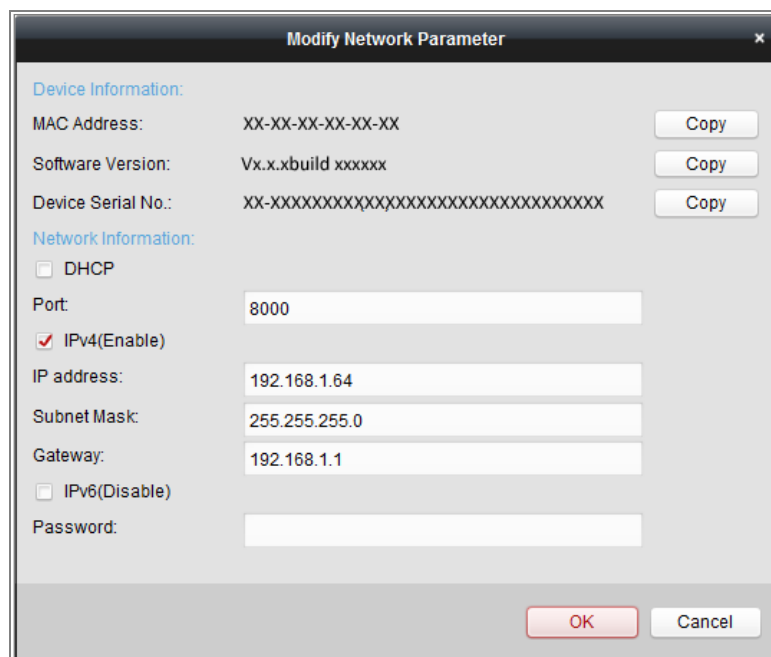 Modify Network Parameter ×
Device Information:
MAC Address: XX-XX-XX-XX-XX-XX Copy
Software Version: Vx.x.xbuild xxxxxx Copy
Device Serial No.: XX-XXXXXXXXXXXXXXXXXXXXXXXXXXXXXXXX Copy
Network Information:
DHCP
Port: 8000
IPv4(Enable)
IP address: 192.168.1.64
Subnet Mask: 255.255.255.0
Gateway: 192.168.1.1
IPv6(Disable)
Password:
OK Cancel